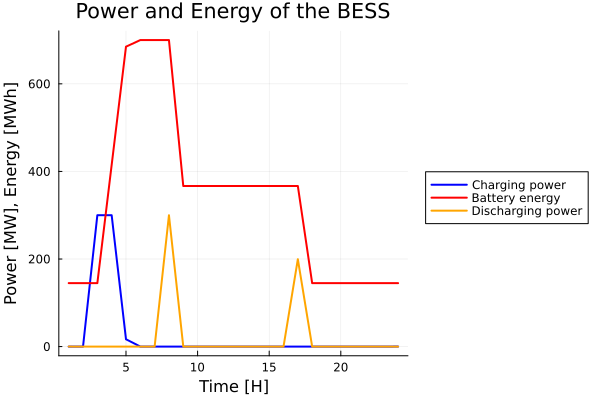 Power and Energy of the BESS
Power [MW], Energy [MWh]
600
400
200
0
5
10
15
20
Time [H]
Charging power
Battery energy
Discharging power